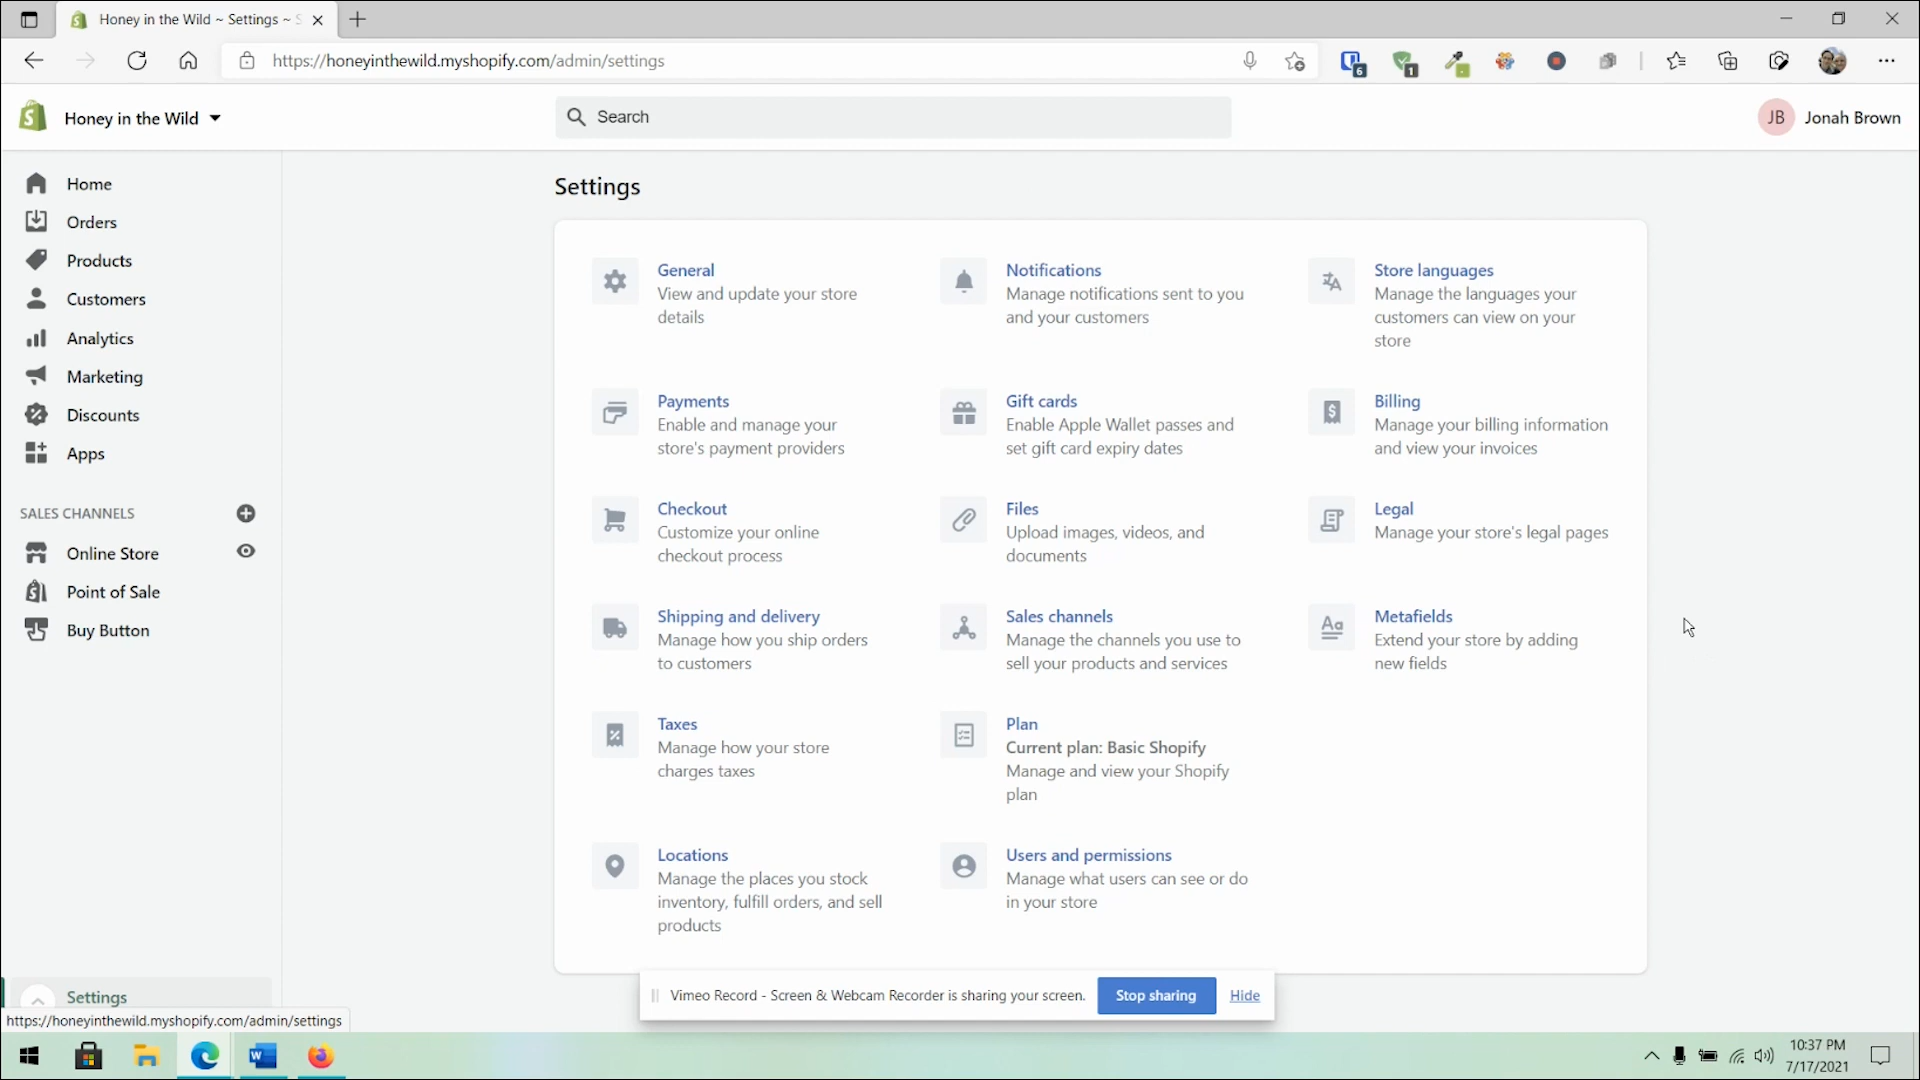 Honey in the Wild ~ Settings ~ S
https://honeyinthewild.myshopify.com/admin/settings
6
1
Honey in the Wild
Search
JB
Jonah Brown
Home
Orders
Products
Customers
Analytics
Marketing
Discounts
Apps
SALES CHANNELS
Online Store
Point of Sale
Buy Button
Settings
https://honeyinthewild.myshopify.com/admin/settings
Settings
General
View and update your store
details
Notifications
Manage notifications sent to you
and your customers
Store languages
Manage the languages your
customers can view on your
store
Payments
Enable and manage your
store's payment providers
Gift cards
Enable Apple Wallet passes and
set gift card expiry dates
Billing
Manage your billing information
and view your invoices
Checkout
Customize your online
checkout process
Files
Upload images, videos, and
documents
Legal
Manage your store's legal pages
Shipping and delivery
Manage how you ship orders
to customers
Sales channels
Manage the channels you use to
sell your products and services
Metafields
Extend your store by adding
new fields
Taxes
Manage how your store
charges taxes
Plan
Current plan: Basic Shopify
Manage and view your Shopify
plan
Locations
Manage the places you stock
inventory, fulfill orders, and sell
products
Users and permissions
Manage what users can see or do
in your store
Vimeo Record - Screen & Webcam Recorder is sharing your screen.
Stop sharing
Hide
10:37 PM
7/17/2021